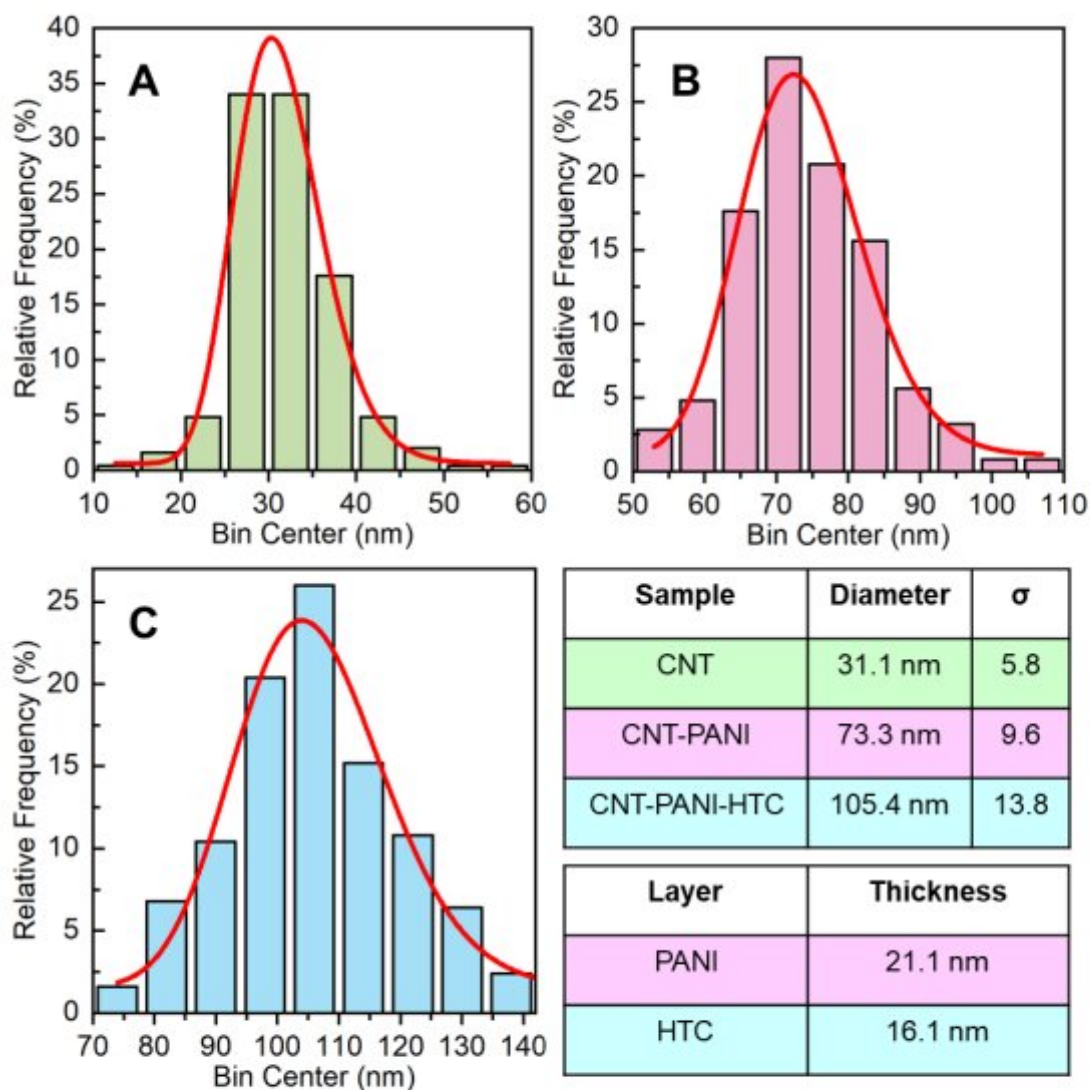 A
Relative Frequency (%)
40
35
30
25
20
15
10
5
0
10 20 30 40 50 60
Bin Center (nm)
B
Relative Frequency (%)
30
25
20
15
10
5
0
50 60 70 80 90 100 110
Bin Center (nm)
C
Relative Frequency (%)
25
20
15
10
5
0
70 80 90 100 110 120 130 140
Bin Center (nm)
Sample Diameter σ
CNT 31.1 nm 5.8
CNT-PANI 73.3 nm 9.6
CNT-PANI-HTC 105.4 nm 13.8
Layer Thickness
PANI 21.1 nm
HTC 16.1 nm